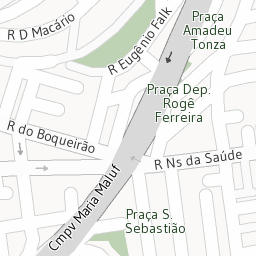 Praça
Amadeu
Tonza
R D Macário
R Eugênio Falk
Praça Dep.
Rogê
Ferreira
R do Boqueirão
R Ns da Saúde
Cmpv Maria Maluf
Praça S.
Sebastião